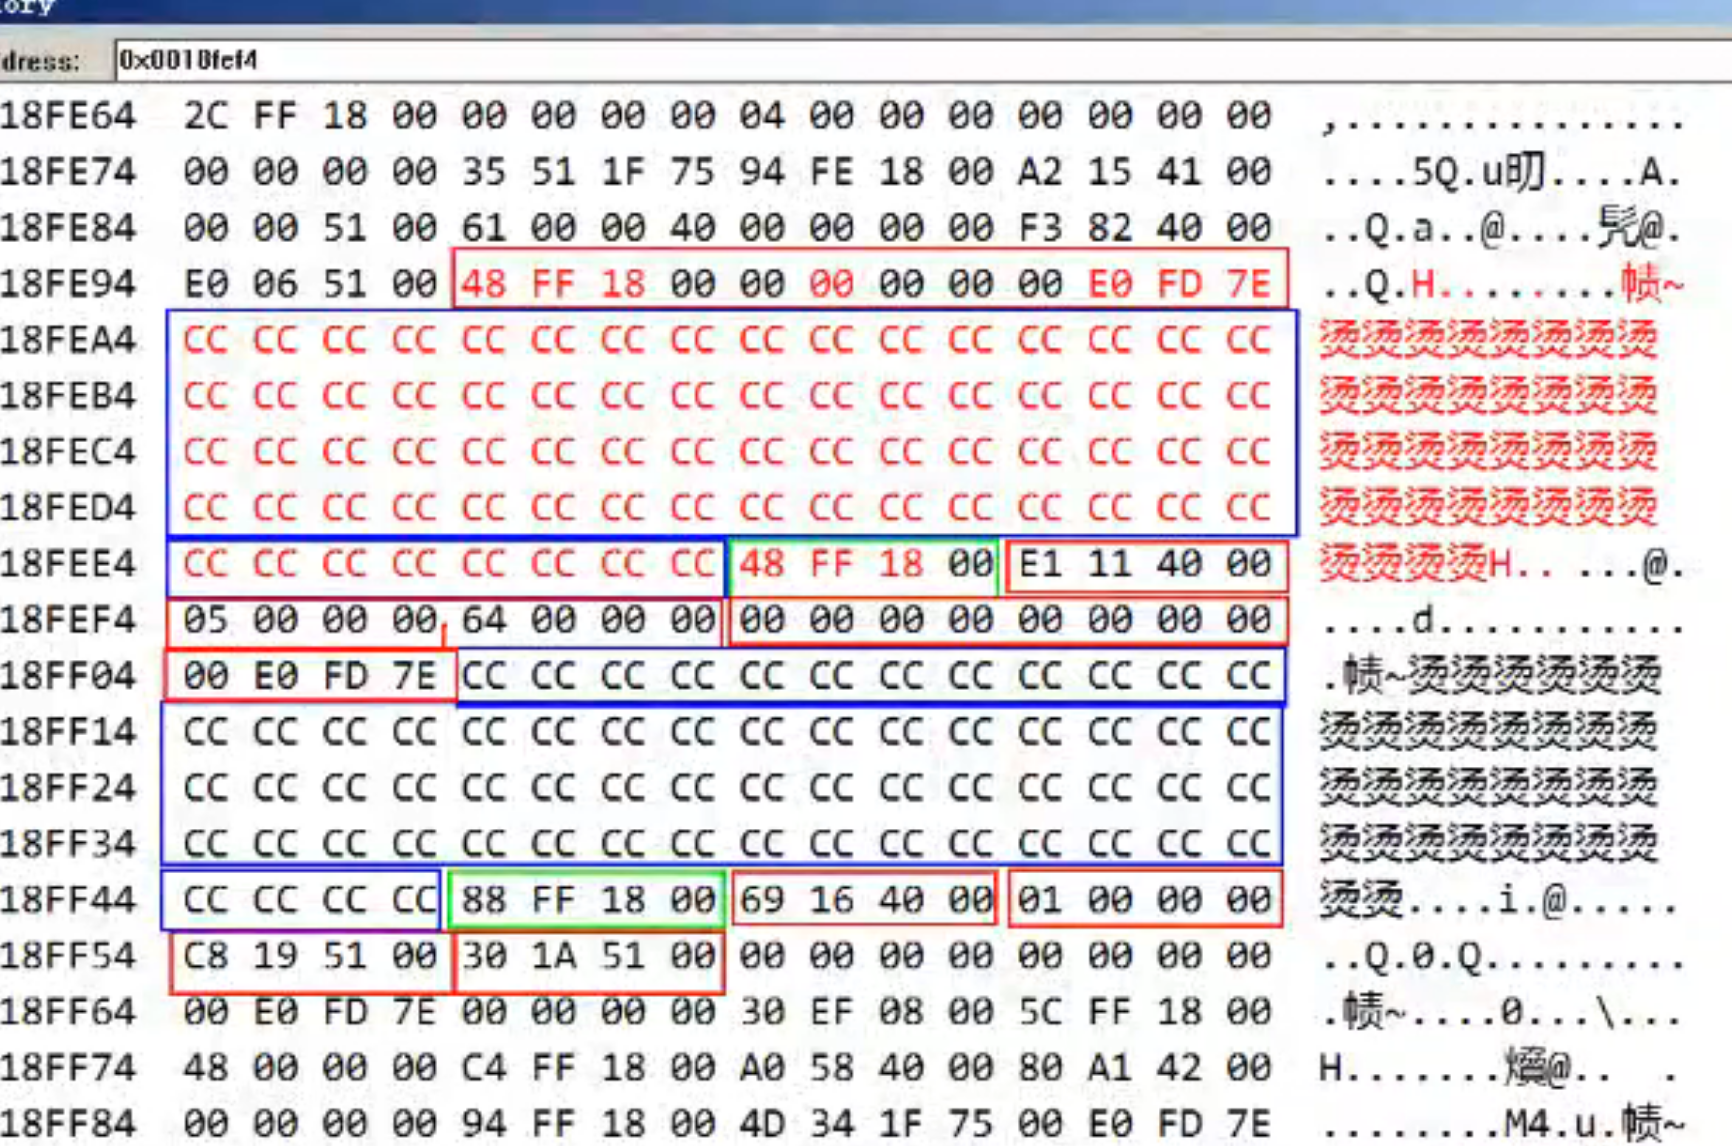 ory
dress: 0x0018fef4
18FE64 2C FF 18 00 00 00 00 00 04 00 00 00 00 00 00 00 ,...............
18FE74 00 00 00 00 35 51 1F 75 94 FE 18 00 A2 15 41 00 ....5Q.u旫....A.
18FE84 00 00 51 00 61 00 00 40 00 00 00 00 F3 82 40 00 ..Q.a..@....髠@.
18FE94 E0 06 51 00 48 FF 18 00 00 00 00 00 00 E0 FD 7E ..Q.H........帻~
18FEA4 CC CC CC CC CC CC CC CC CC CC CC CC CC CC CC CC 烫烫烫烫烫烫烫烫
18FEB4 CC CC CC CC CC CC CC CC CC CC CC CC CC CC CC CC 烫烫烫烫烫烫烫烫
18FEC4 CC CC CC CC CC CC CC CC CC CC CC CC CC CC CC CC 烫烫烫烫烫烫烫烫
18FED4 CC CC CC CC CC CC CC CC CC CC CC CC CC CC CC CC 烫烫烫烫烫烫烫烫
18FEE4 CC CC CC CC CC CC CC CC 48 FF 18 00 E1 11 40 00 烫烫烫烫H.. ...@.
18FEF4 05 00 00 00 64 00 00 00 00 00 00 00 00 00 00 00 ....d...........
18FF04 00 E0 FD 7E CC CC CC CC CC CC CC CC CC CC CC CC .帻~烫烫烫烫烫烫
18FF14 CC CC CC CC CC CC CC CC CC CC CC CC CC CC CC CC 烫烫烫烫烫烫烫烫
18FF24 CC CC CC CC CC CC CC CC CC CC CC CC CC CC CC CC 烫烫烫烫烫烫烫烫
18FF34 CC CC CC CC CC CC CC CC CC CC CC CC CC CC CC CC 烫烫烫烫烫烫烫烫
18FF44 CC CC CC CC 88 FF 18 00 69 16 40 00 01 00 00 00 烫烫....i.@.....
18FF54 C8 19 51 00 30 1A 51 00 00 00 00 00 00 00 00 00 ..Q.0.Q.........
18FF64 00 E0 FD 7E 00 00 00 00 30 EF 08 00 5C FF 18 00 .帻~....0...\...
18FF74 48 00 00 00 C4 FF 18 00 A0 58 40 00 80 A1 42 00 H.......@.. .
18FF84 00 00 00 00 94 FF 18 00 4D 34 1F 75 00 E0 FD 7E ........M4.u.帻~